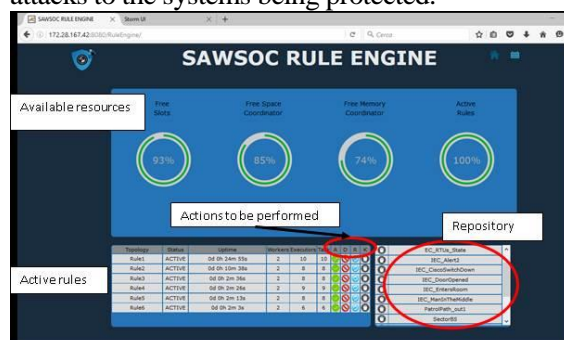 attacks to the systems being protected.
SAWSOC RULE ENGINE
Storm UI
172.28.167.42:8080/RuleEngine/
Cerca
SAWSOC RULE ENGINE
Available resources
Free Slots
Free Space Coordinator
Free Memory Coordinator
Active Rules
93%
85%
74%
100%
Actions to be performed
Repository
Active rules
Topology Status Uptime Workers Executors A D R K
Rule1 ACTIVE 0d 0h 24m 55s 2 10 10
Rule2 ACTIVE 0d 0h 10m 38s 2 8 8
Rule3 ACTIVE 0d 0h 2m 36s 2 8 8
Rule4 ACTIVE 0d 0h 2m 26s 2 9 9
Rule5 ACTIVE 0d 0h 2m 13s 2 8 8
Rule6 ACTIVE 0d 0h 2m 3s 2 6 6
EC_RTUs_State
IEC_Alert2
IEC_CiscoSwitchDown
IEC_DoorOpened
IEC_EntersRoom
IEC_ManInTheMiddle
PatrolPath_out1
SectorBS